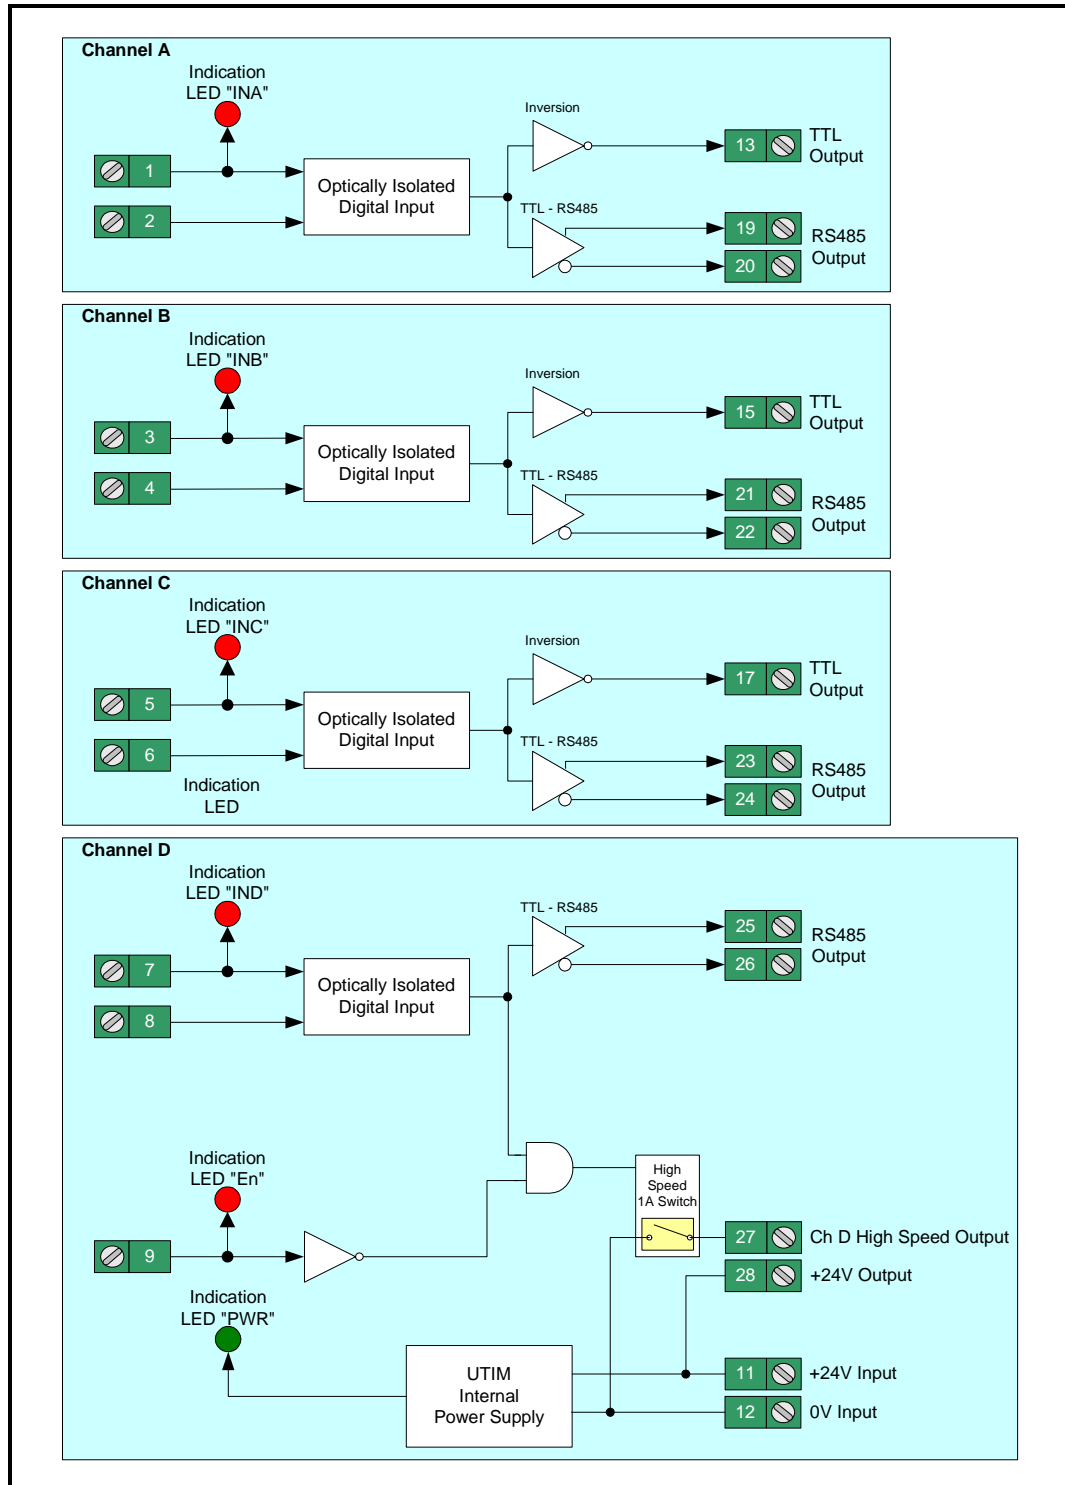 Channel A
Indication
LED "INA"
Inversion
1
13
TTL
Output
Optically Isolated
Digital Input
2
TTL - RS485
19
RS485
Output
20
Channel B
Indication
LED "INB"
Inversion
3
15
TTL
Output
Optically Isolated
Digital Input
4
TTL - RS485
21
RS485
Output
22
Channel C
Indication
LED "INC"
Inversion
5
17
TTL
Output
Optically Isolated
Digital Input
6
TTL - RS485
23
RS485
Output
24
Indication
LED
Channel D
Indication
LED "IND"
TTL - RS485
25
RS485
Output
26
7
Optically Isolated
Digital Input
8
Indication
LED "En"
High
Speed
1A Switch
9
27
Ch D High Speed Output
28
+24V Output
Indication
LED "PWR"
UTIM
Internal
Power Supply
11
+24V Input
12
0V Input